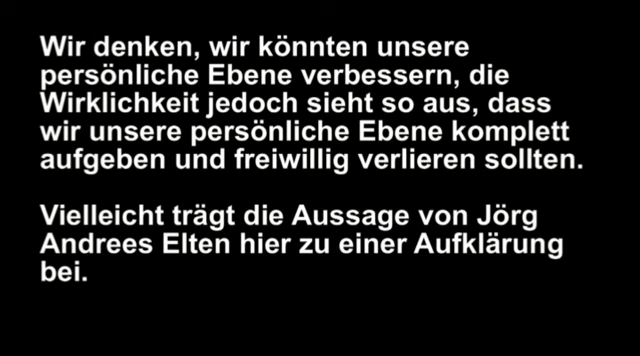 Wir denken, wir könnten unsere
persönliche Ebene verbessern, die
Wirklichkeit jedoch sieht so aus, dass
wir unsere persönliche Ebene komplett
aufgeben und freiwillig verlieren sollten.
Vielleicht trägt die Aussage von Jörg
Andrees Elten hier zu einer Aufklärung
bei.